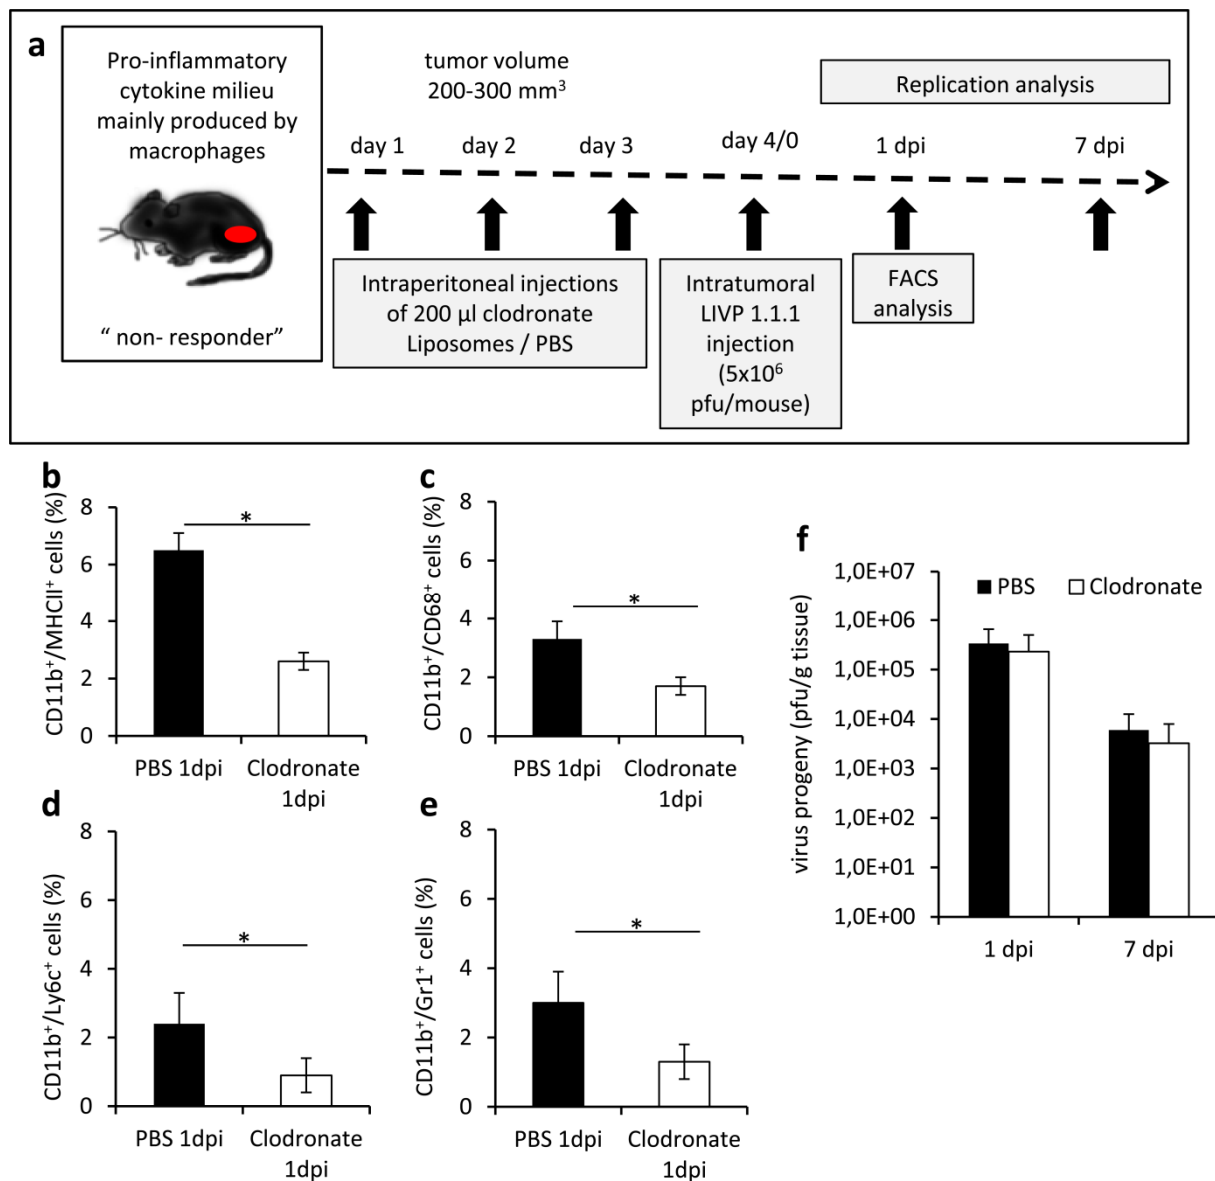 a
Pro-inflammatory
cytokine milieu
mainly produced by
macrophages
“ non- responder”
tumor volume
200-300 mm³
Replication analysis
day 1
day 2
day 3
day 4/0
1 dpi
7 dpi
Intraperitoneal injections
of 200 µl clodronate
Liposomes / PBS
Intratumoral
LIVP 1.1.1
injection
(5x10⁶
pfu/mouse)
FACS
analysis
b
CD11b⁺/MHCII⁺ cells (%)
8
6
4
2
0
*
PBS 1dpi
Clodronate
1dpi
c
CD11b⁺/CD68⁺ cells (%)
8
6
4
2
0
*
PBS 1dpi
Clodronate
1dpi
d
CD11b⁺/Ly6c⁺ cells (%)
8
6
4
2
0
*
PBS 1dpi
Clodronate
1dpi
e
CD11b⁺/Gr1⁺ cells (%)
8
6
4
2
0
*
PBS 1dpi
Clodronate
1dpi
f
virus progeny (pfu/g tissue)
1,0E+07
1,0E+06
1,0E+05
1,0E+04
1,0E+03
1,0E+02
1,0E+01
1,0E+00
PBS
Clodronate
1 dpi
7 dpi